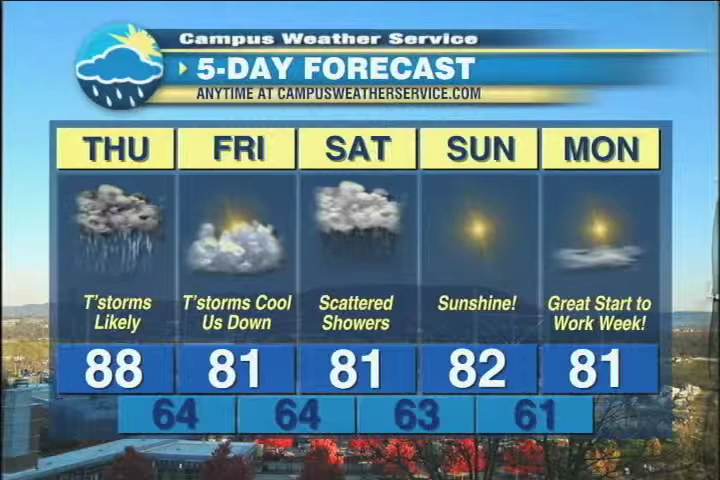 Campus Weather Service
5-DAY FORECAST
ANYTIME AT CAMPUSWEATHERSERVICE.COM
THU FRI SAT SUN MON
T'storms Likely
T'storms Cool Us Down
Scattered Showers
Sunshine!
Great Start to Work Week!
88 81 81 82 81
64 64 63 61